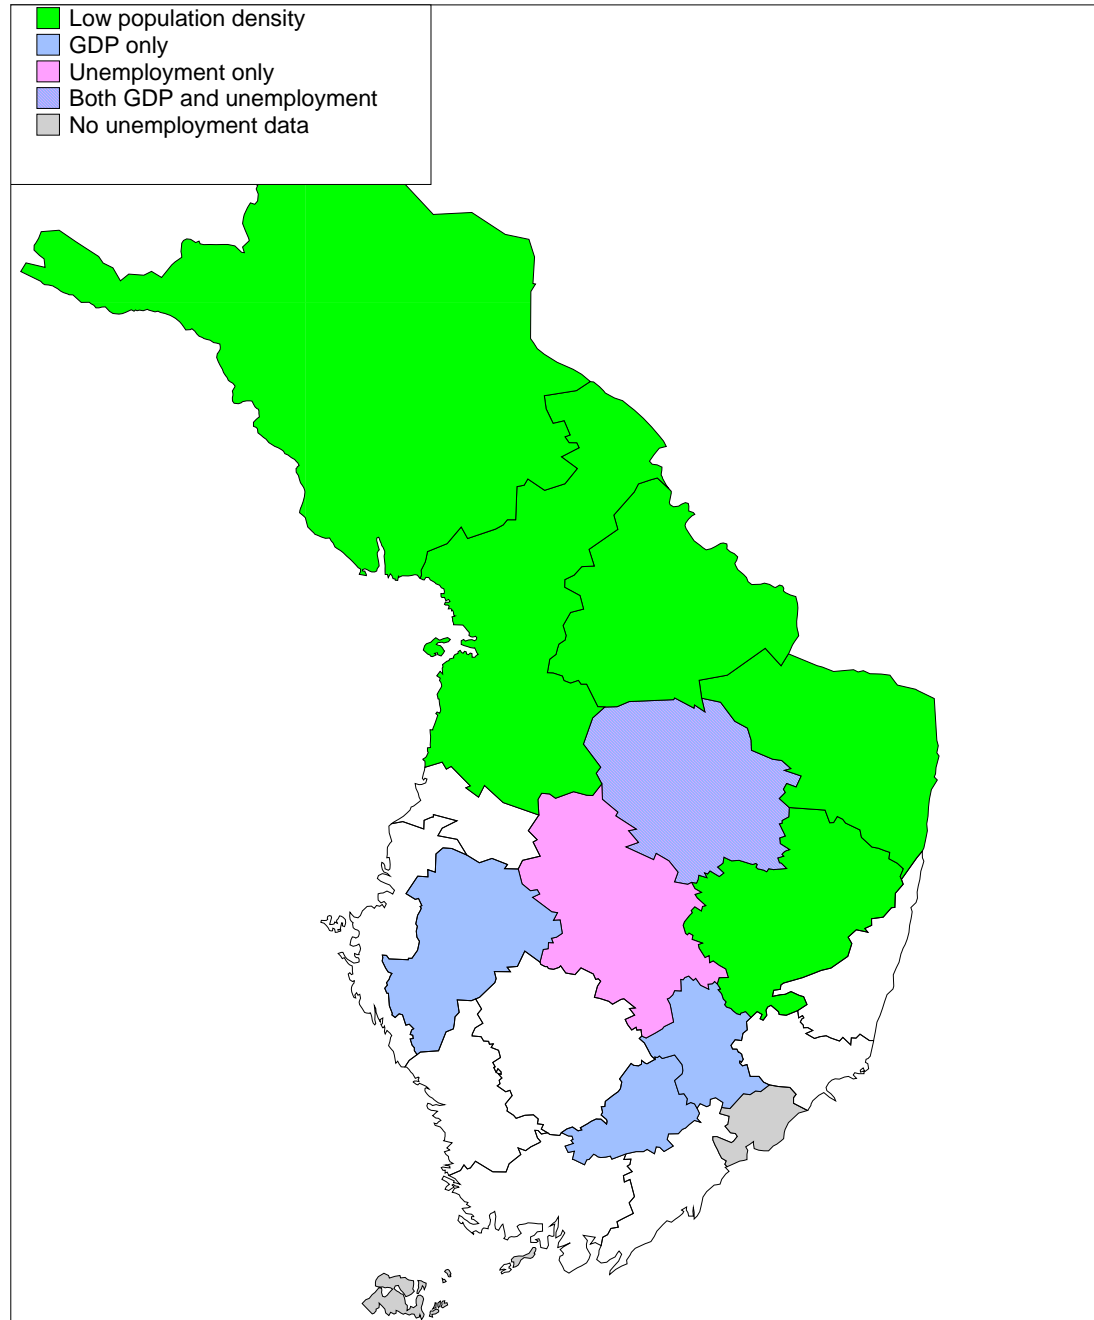 Low population density
GDP only
Unemployment only
Both GDP and unemployment
No unemployment data